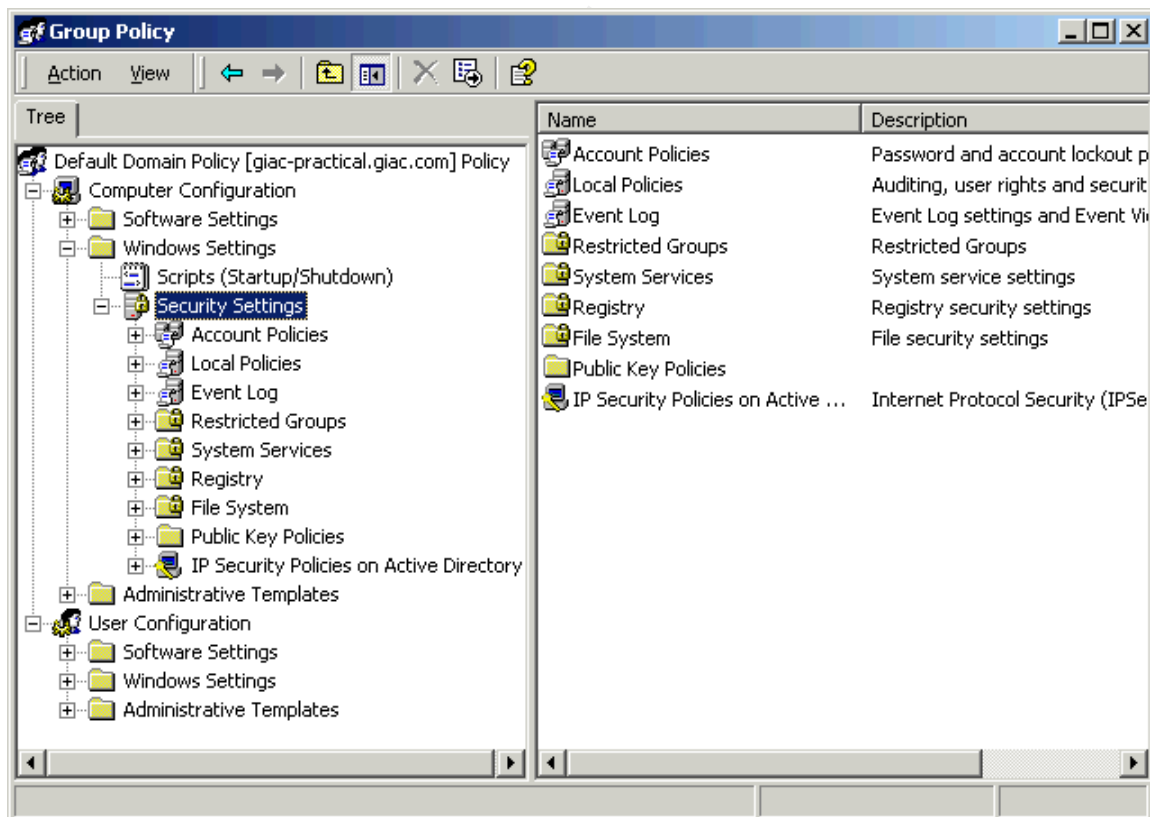 Group Policy
Action View
Tree
Default Domain Policy [giac-practical.giac.com] Policy
Computer Configuration
Software Settings
Windows Settings
Scripts (Startup/Shutdown)
Security Settings
Account Policies
Local Policies
Event Log
Restricted Groups
System Services
Registry
File System
Public Key Policies
IP Security Policies on Active Directory
Administrative Templates
User Configuration
Software Settings
Windows Settings
Administrative Templates
Name Description
Account Policies Password and account lockout p
Local Policies Auditing, user rights and securit
Event Log Event Log settings and Event Vi
Restricted Groups Restricted Groups
System Services System service settings
Registry Registry security settings
File System File security settings
Public Key Policies
IP Security Policies on Active ... Internet Protocol Security (IPSe